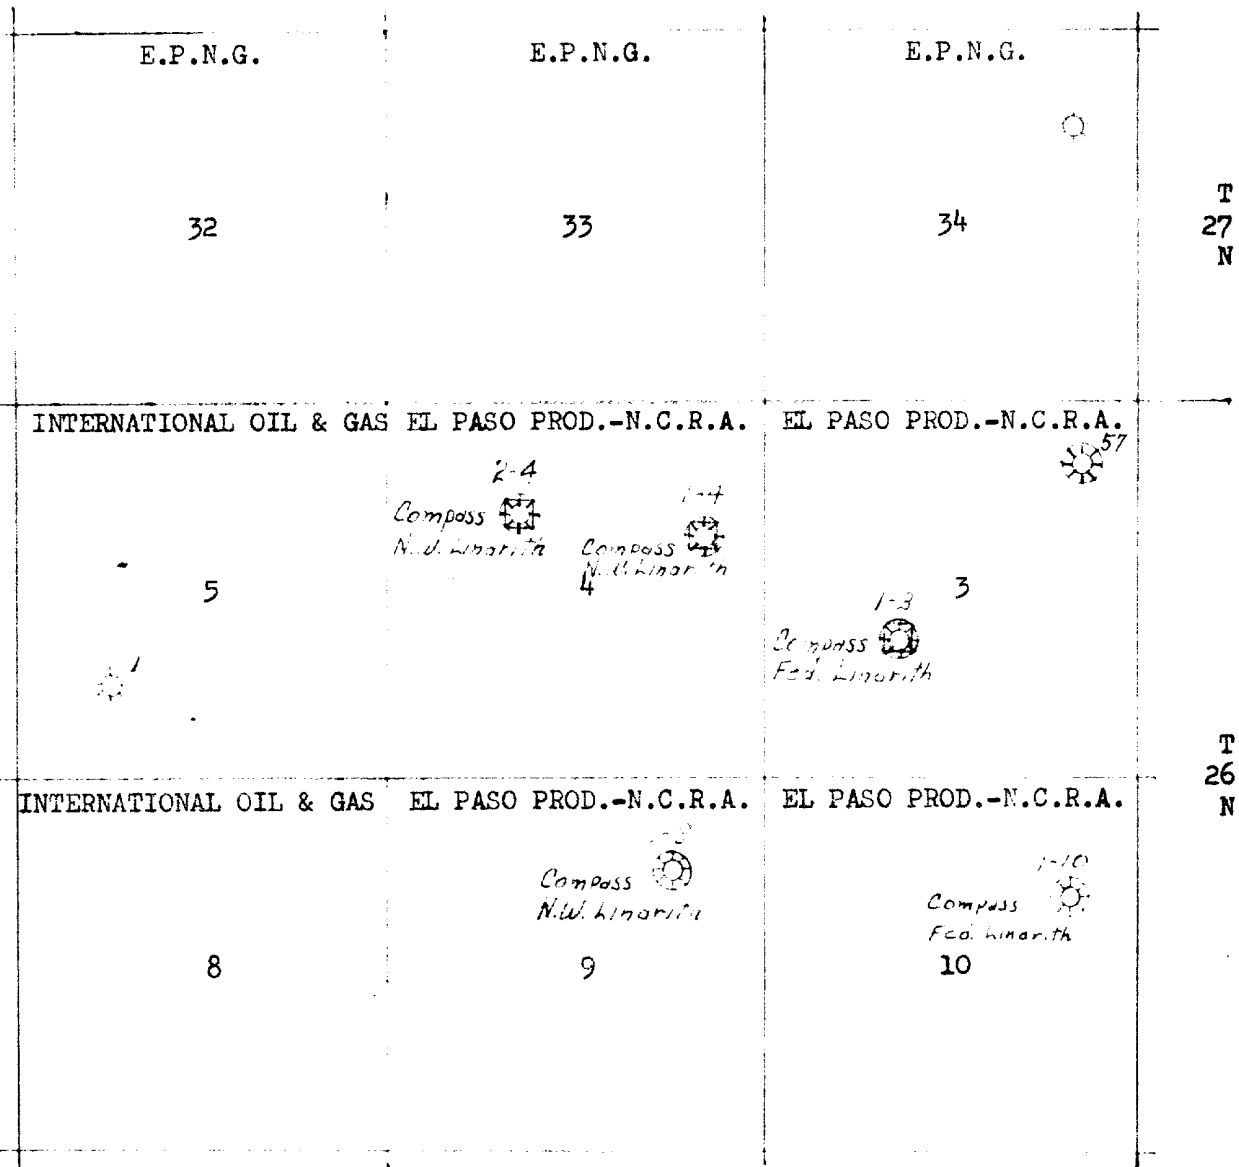 E.P.N.G. E.P.N.G. E.P.N.G.
32 33 34
T
27
N
INTERNATIONAL OIL & GAS EL PASO PROD.-N.C.R.A. EL PASO PROD.-N.C.R.A.
57
2-4
1-4
Compass
Compass
5 4 3
1-3
Compass
Fed. Linarith
1
T
26
N
INTERNATIONAL OIL & GAS EL PASO PROD.-N.C.R.A. EL PASO PROD.-N.C.R.A.
1-10
Compass
N.W. Linarith
Compass
Fed. Linarith
8 9 10